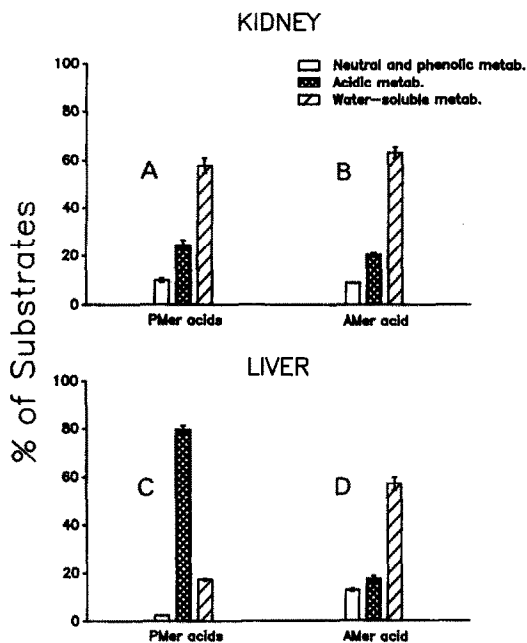 KIDNEY
% of Substrates
100
80
60
40
20
0
Neutral and phenolic metab.
Acidic metab.
Water-soluble metab.
A
B
PMer acids
AMer acid
LIVER
100
80
60
40
20
0
C
D
PMer acids
AMer acid